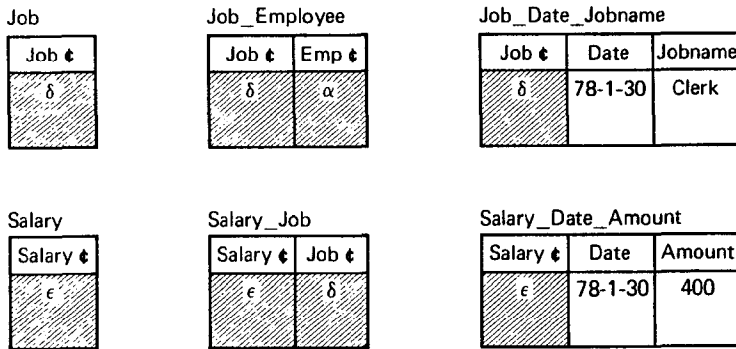 Job Job_Employee Job_Date_Jobname
Job ¢ Job ¢ Emp ¢ Job ¢ Date Jobname
δ δ α δ 78-1-30 Clerk
Salary Salary_Job Salary_Date_Amount
Salary ¢ Salary ¢ Job ¢ Salary ¢ Date Amount
ϵ ϵ δ ϵ 78-1-30 400